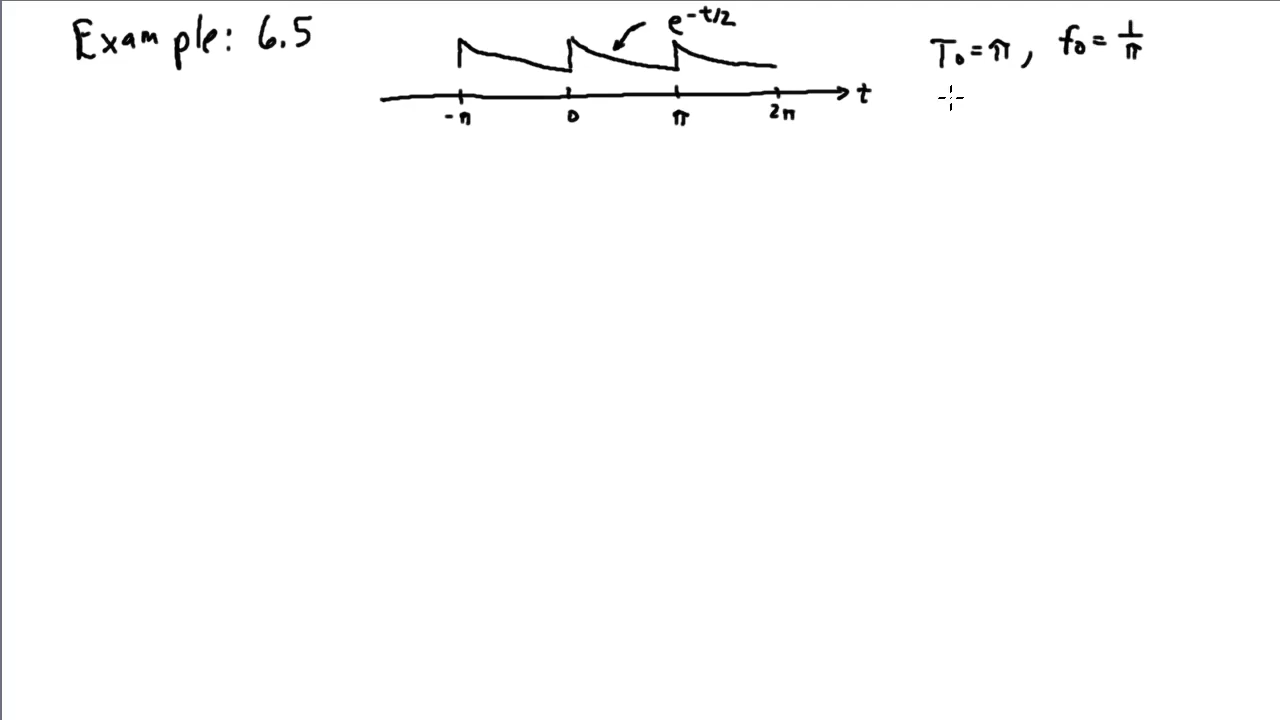 Example: 6.5
e^{-t/2}
T₀ = π, f₀ = 1/π
t
-π 0 π 2π